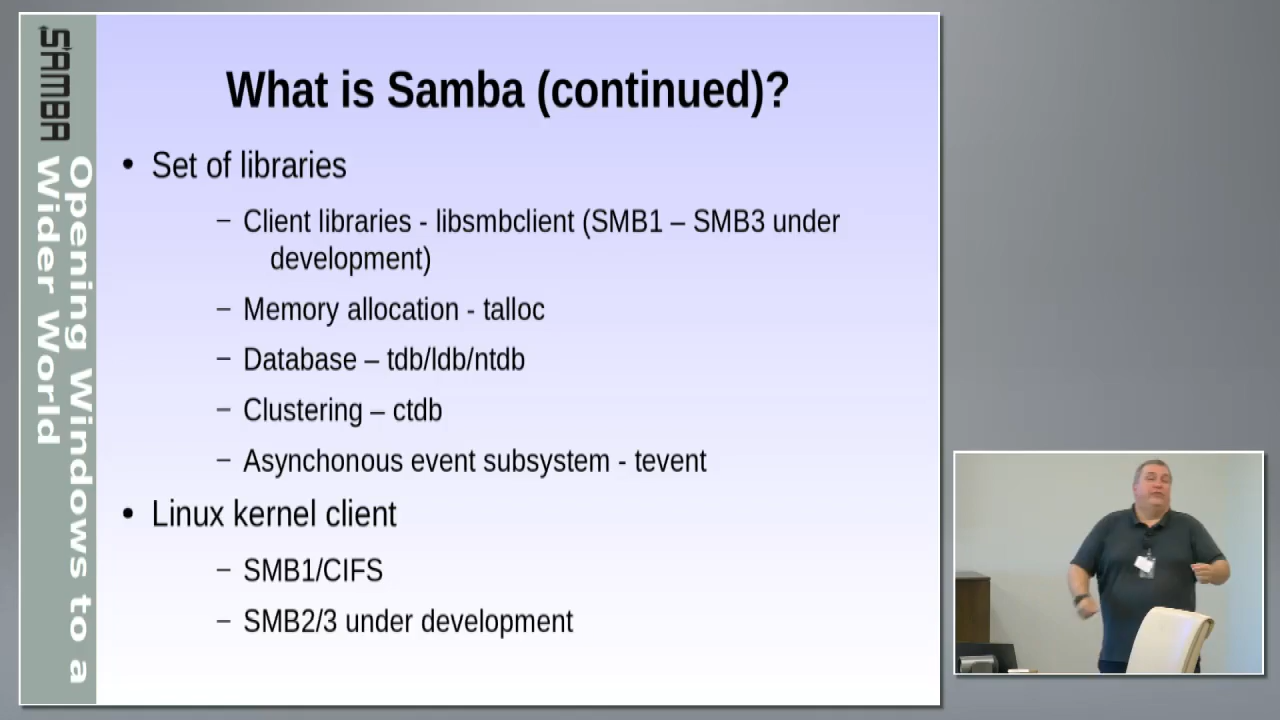 SAMBA
Opening Windows to a
Wider World
What is Samba (continued)?
• Set of libraries
– Client libraries - libsmbclient (SMB1 – SMB3 under
development)
– Memory allocation - talloc
– Database – tdb/ldb/ntdb
– Clustering – ctdb
– Asynchonous event subsystem - tevent
• Linux kernel client
– SMB1/CIFS
– SMB2/3 under development